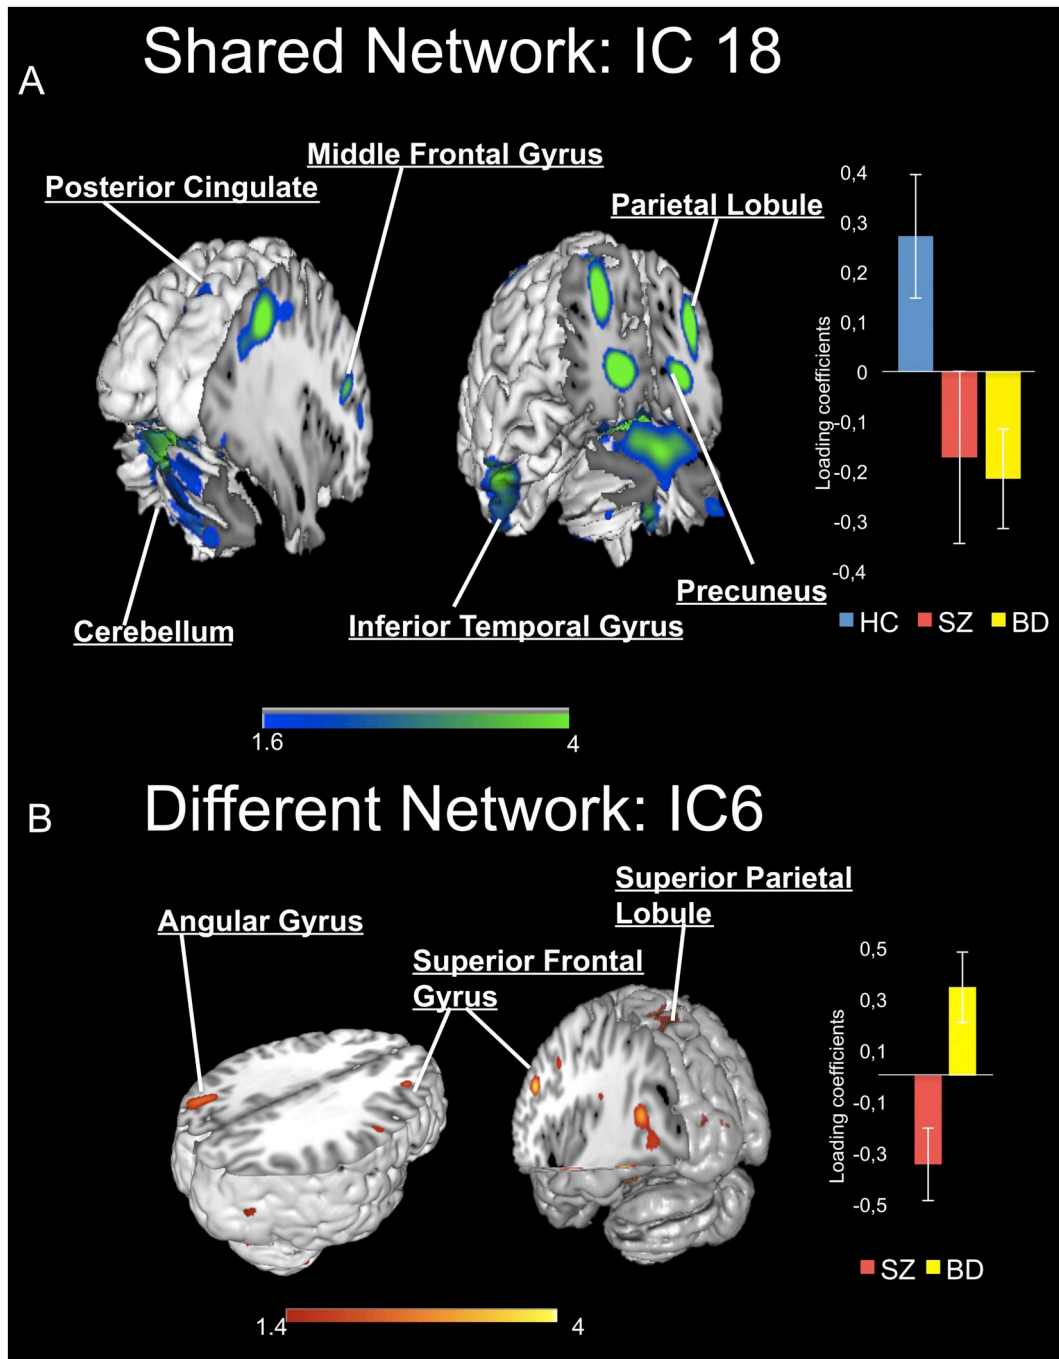 Shared Network: IC 18
A
Middle Frontal Gyrus
Posterior Cingulate
Parietal Lobule
Cerebellum
Inferior Temporal Gyrus
Precuneus
0,4
0,3
0,2
0,1
0
-0,1
-0,2
-0,3
-0,4
Loading coefficients
HC SZ BD
1.6 4
Different Network: IC6
B
Superior Parietal
Lobule
Angular Gyrus
Superior Frontal
Gyrus
0,5
0,3
0,1
-0,1
-0,3
-0,5
Loading coefficients
SZ BD
1.4 4